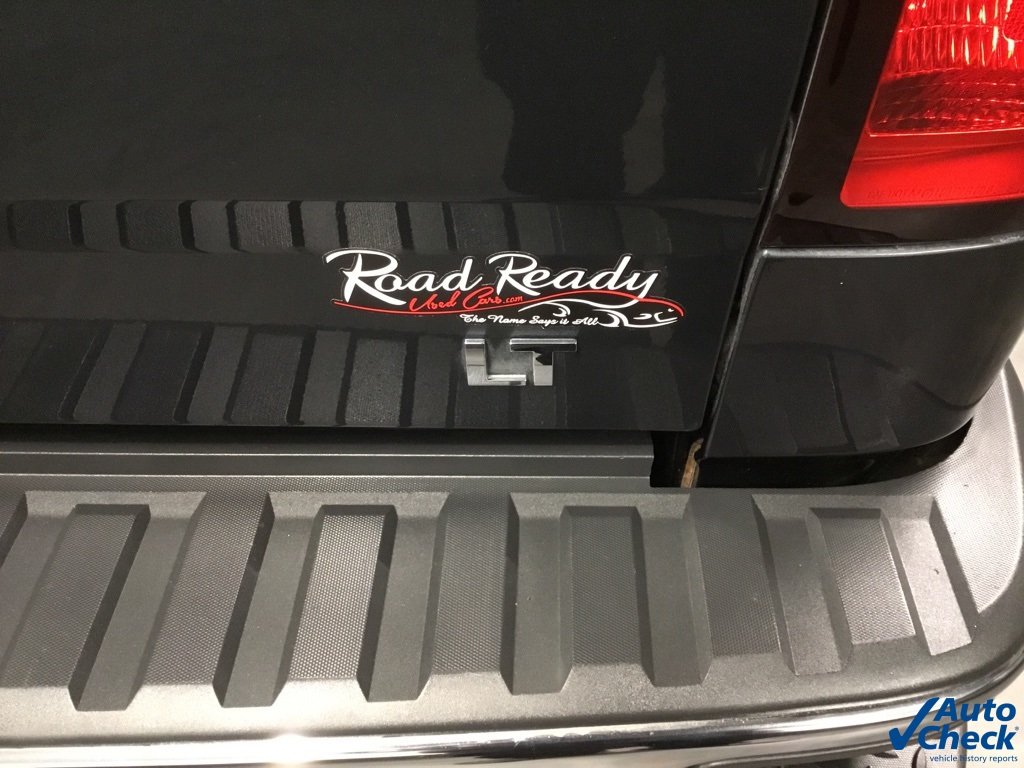 Road Ready
Used Cars.com
The Name Says it All
LT
Auto
Check®
vehicle history reports